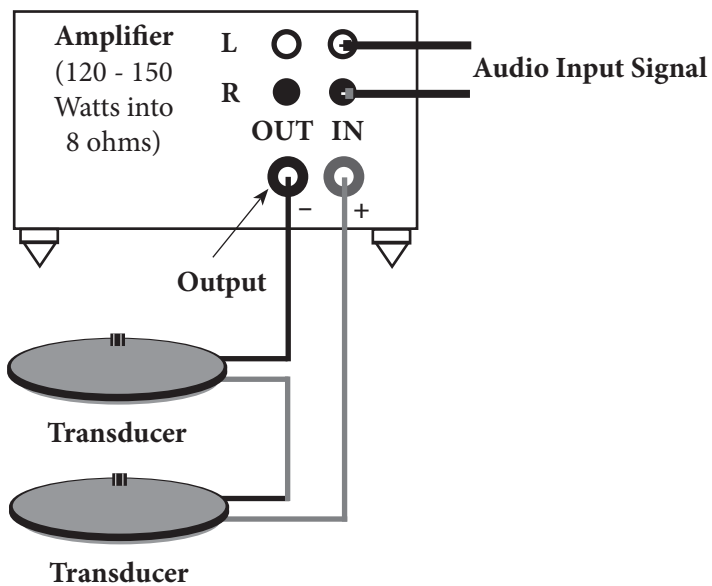 Amplifier
(120 - 150
Watts into
8 ohms)
L
R
OUT IN
Audio Input Signal
– +
Output
Transducer
Transducer